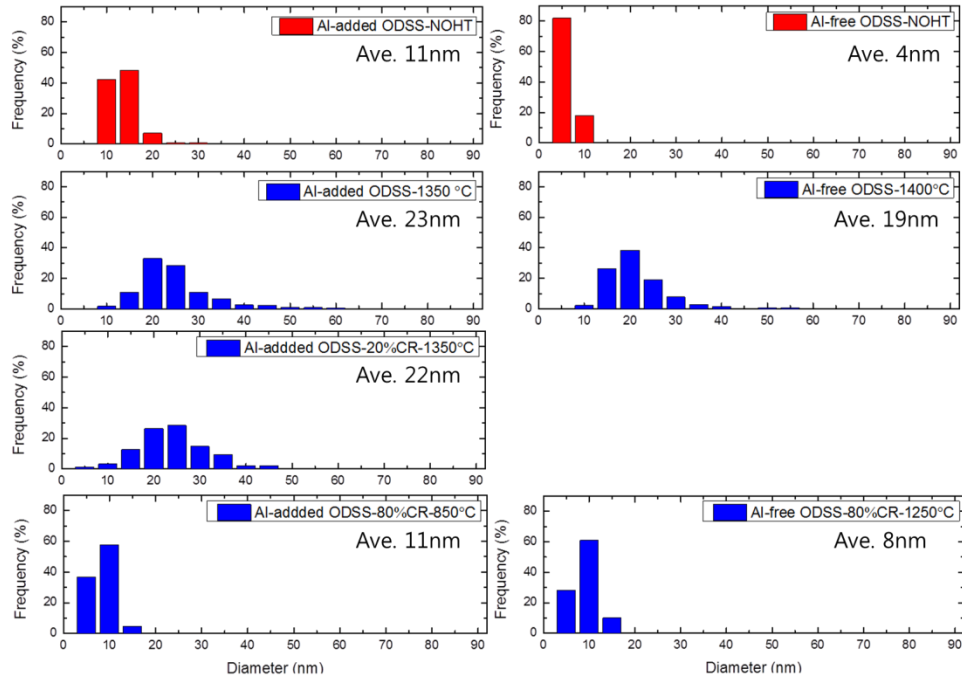 Al-added ODSS-NOHT
Ave. 11nm
Frequency (%)
80
60
40
20
0
0 10 20 30 40 50 60 70 80 90
Al-free ODSS-NOHT
Ave. 4nm
Frequency (%)
80
60
40
20
0
0 10 20 30 40 50 60 70 80 90
Al-added ODSS-1350 °C
Ave. 23nm
Frequency (%)
80
60
40
20
0
0 10 20 30 40 50 60 70 80 90
Al-free ODSS-1400°C
Ave. 19nm
Frequency (%)
80
60
40
20
0
0 10 20 30 40 50 60 70 80 90
Al-addded ODSS-20%CR-1350°C
Ave. 22nm
Frequency (%)
80
60
40
20
0
0 10 20 30 40 50 60 70 80 90
Al-addded ODSS-80%CR-850°C
Ave. 11nm
Frequency (%)
80
60
40
20
0
0 10 20 30 40 50 60 70 80 90
Diameter (nm)
Al-free ODSS-80%CR-1250°C
Ave. 8nm
Frequency (%)
80
60
40
20
0
0 10 20 30 40 50 60 70 80 90
Diameter (nm)